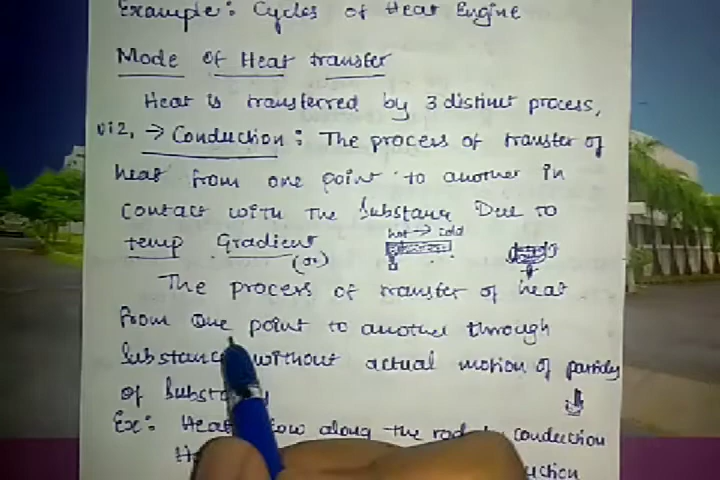 Example: Cycles of Heat Engine
Mode of Heat transfer
Heat is transferred by 3 distinct process,
viz, → Conduction: The process of transfer of
heat from one point to another in
contact with the substance Due to
hot → cold
temp Gradient
(or)
The process of transfer of heat
from one point to another through
substance without actual motion of particles
of
Ex: along the rod by conduction